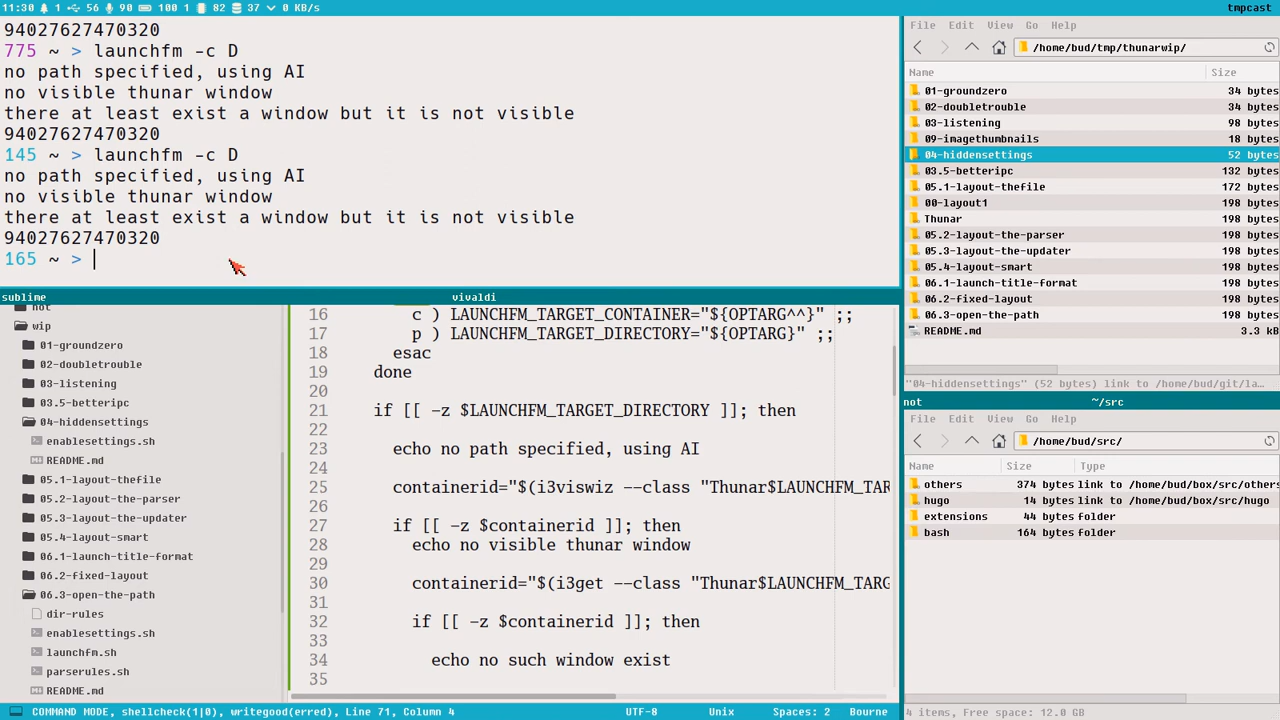 11:30 1 56 90 100 1 82 37 0 KB/s
tmpcast
94027627470320
775 ~ > launchfm -c D
no path specified, using AI
no visible thunar window
there at least exist a window but it is not visible
94027627470320
145 ~ > launchfm -c D
no path specified, using AI
no visible thunar window
there at least exist a window but it is not visible
94027627470320
165 ~ >
sublime
vivaldi
not
wip
01-groundzero
02-doubletrouble
03-listening
03.5-betteripc
04-hiddensettings
enablesettings.sh
README.md
05.1-layout-thefile
05.2-layout-the-parser
05.3-layout-the-updater
05.4-layout-smart
06.1-launch-title-format
06.2-fixed-layout
06.3-open-the-path
dir-rules
enablesettings.sh
launchfm.sh
parserules.sh
README.md
16 c ) LAUNCHFM_TARGET_CONTAINER="${OPTARG^^}" ;;
17 p ) LAUNCHFM_TARGET_DIRECTORY="${OPTARG}" ;;
18 esac
19 done
20
21 if [[ -z $LAUNCHFM_TARGET_DIRECTORY ]]; then
22
23 echo no path specified, using AI
24
25 containerid="$(i3viswiz --class "Thunar$LAUNCHFM_TAR
26
27 if [[ -z $containerid ]]; then
28 echo no visible thunar window
29
30 containerid="$(i3get --class "Thunar$LAUNCHFM_TARG
31
32 if [[ -z $containerid ]]; then
33
34 echo no such window exist
35
COMMAND MODE, shellcheck(1|0), writegood(erred), Line 71, Column 4 UTF-8 Unix Spaces: 2 Bourne
File Edit View Go Help
/home/bud/tmp/thunarwip/
Name Size
01-groundzero 34 bytes
02-doubletrouble 34 bytes
03-listening 98 bytes
09-imagethumbnails 18 bytes
04-hiddensettings 52 bytes
03.5-betteripc 132 bytes
05.1-layout-thefile 172 bytes
00-layout1 198 bytes
Thunar 198 bytes
05.2-layout-the-parser 198 bytes
05.3-layout-the-updater 198 bytes
05.4-layout-smart 198 bytes
06.1-launch-title-format 198 bytes
06.2-fixed-layout 198 bytes
06.3-open-the-path 198 bytes
README.md 3.3 kB
"04-hiddensettings" (52 bytes) link to /home/bud/git/la…
not ~/src
File Edit View Go Help
/home/bud/src/
Name Size Type
others 374 bytes link to /home/bud/box/src/others
hugo 14 bytes link to /home/bud/box/src/hugo
extensions 44 bytes folder
bash 164 bytes folder
4 items, Free space: 12.0 GB